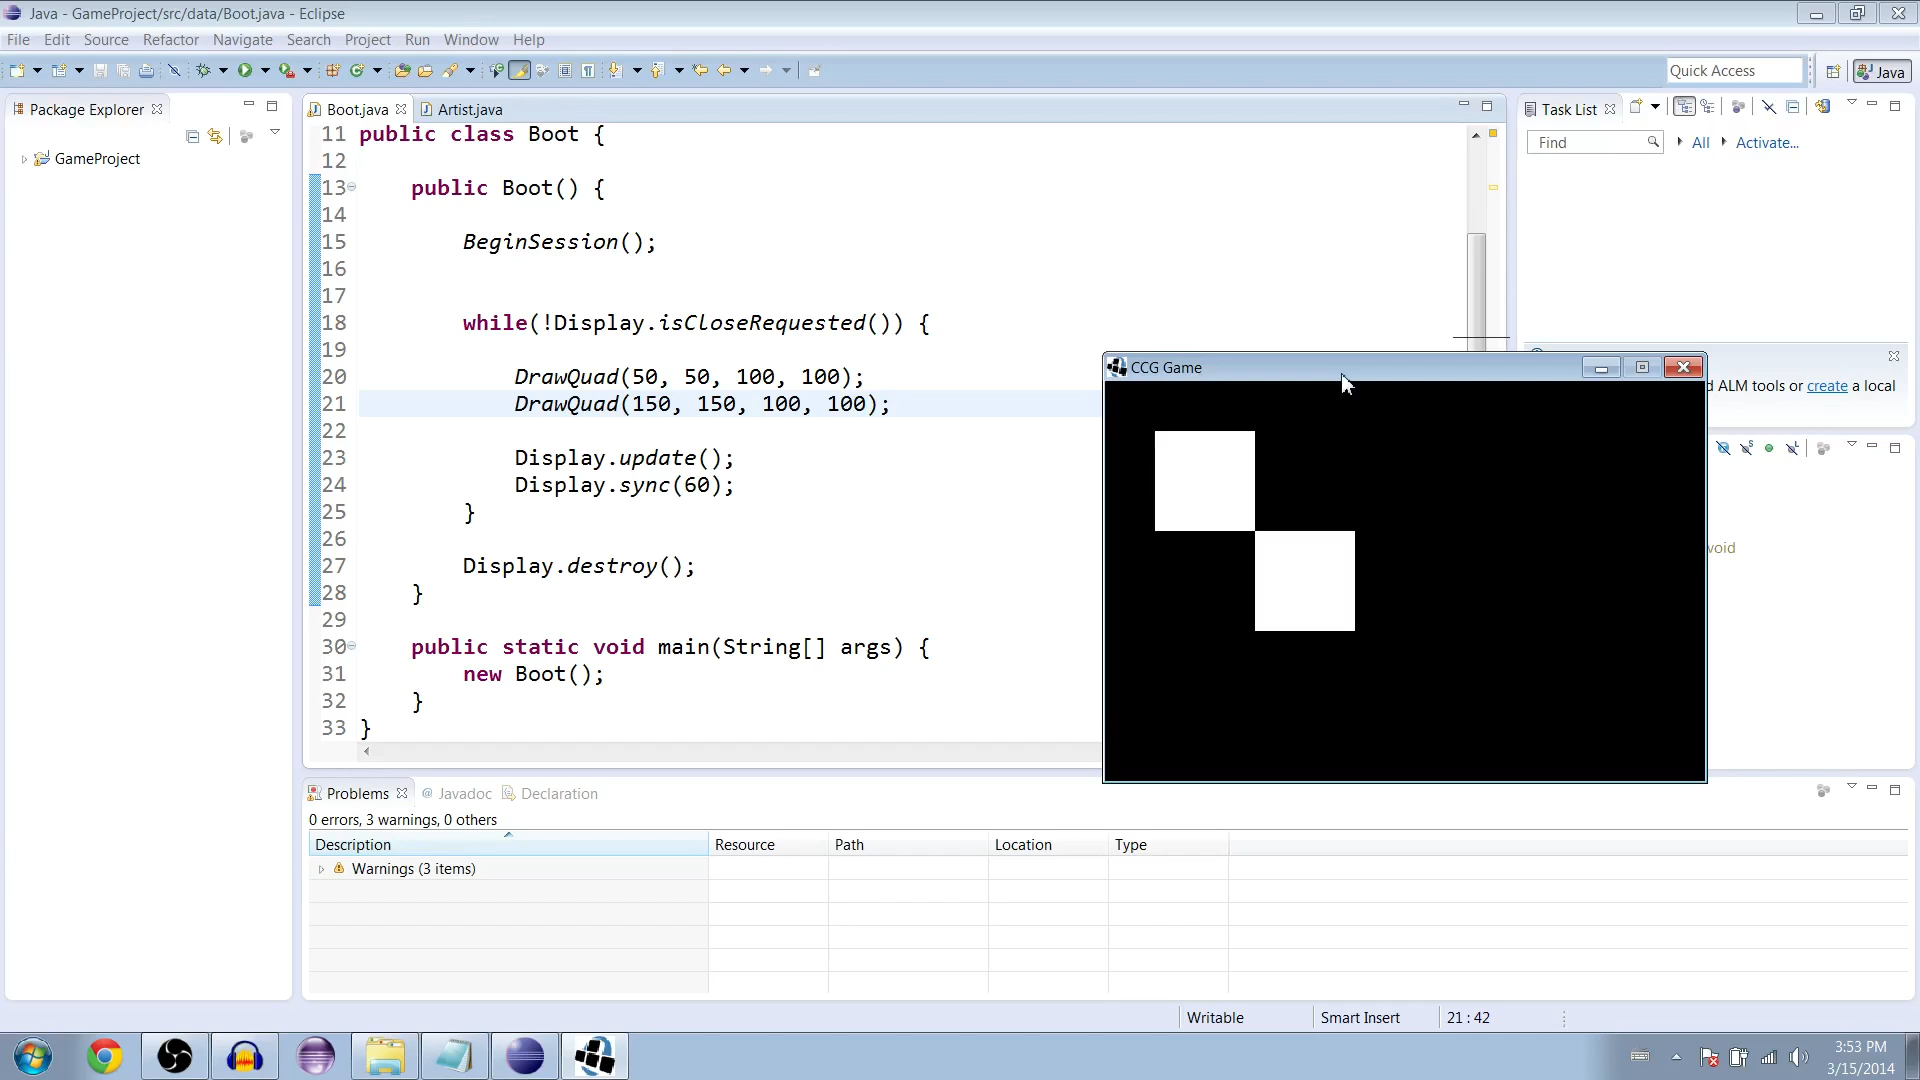 Java - GameProject/src/data/Boot.java - Eclipse
File Edit Source Refactor Navigate Search Project Run Window Help
Quick Access
Java
Package Explorer
GameProject
Boot.java Artist.java
11 public class Boot {
12
13 public Boot() {
14
15 BeginSession();
16
17
18 while(!Display.isCloseRequested()) {
19
20 DrawQuad(50, 50, 100, 100);
21 DrawQuad(150, 150, 100, 100);
22
23 Display.update();
24 Display.sync(60);
25 }
26
27 Display.destroy();
28 }
29
30 public static void main(String[] args) {
31 new Boot();
32 }
33 }
Task List
Find All Activate...
CCG Game
ALM tools or create a local
void
Problems @ Javadoc Declaration
0 errors, 3 warnings, 0 others
Description Resource Path Location Type
Warnings (3 items)
Writable Smart Insert 21 : 42
3:53 PM
3/15/2014